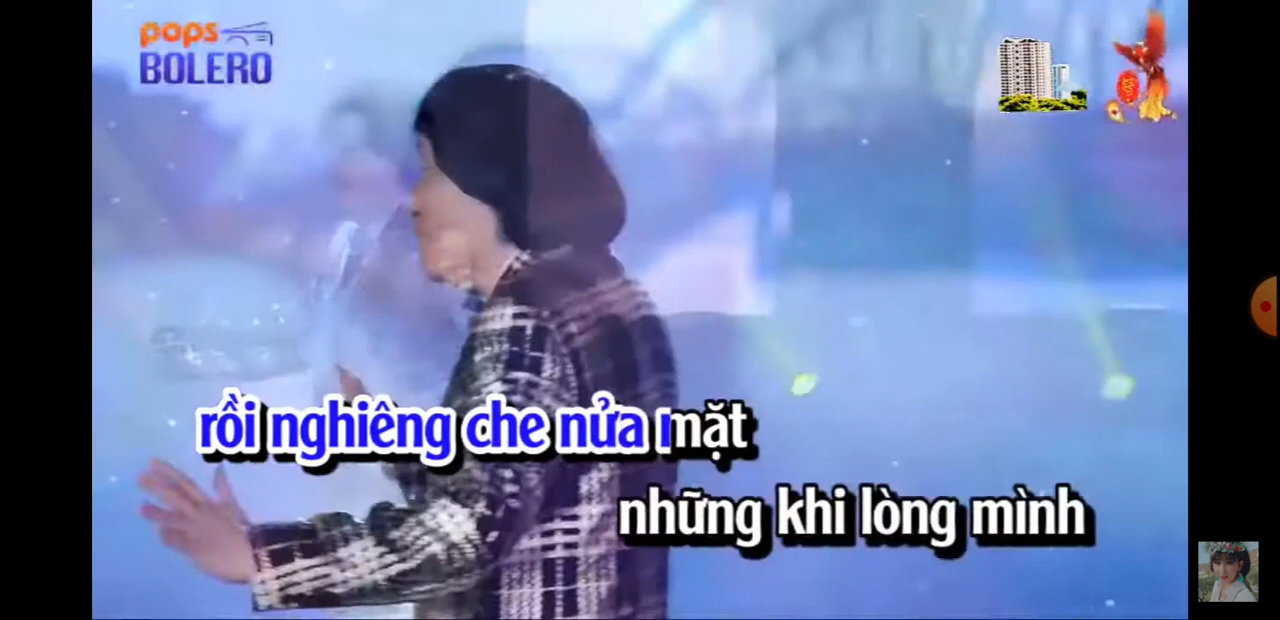 pops
BOLERO
rồi nghiêng che nửa mặt
những khi lòng mình